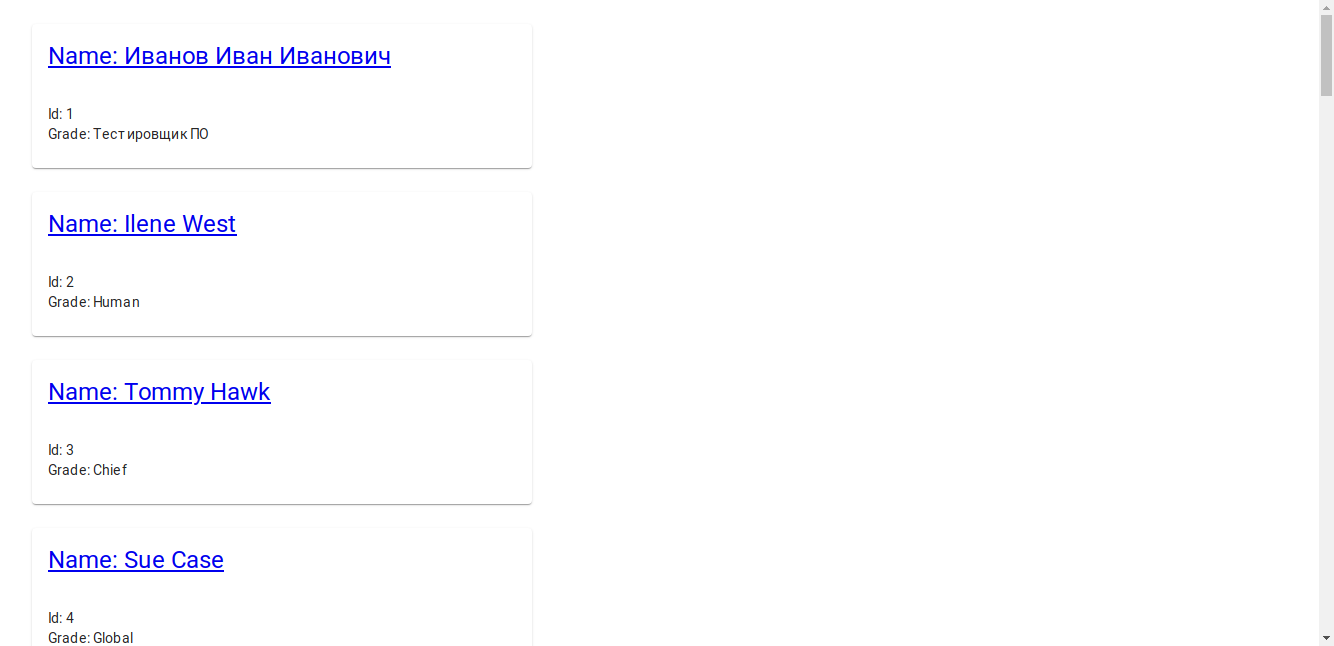 Name: Иванов Иван Иванович
Id: 1
Grade: Тестировщик ПО
Name: Ilene West
Id: 2
Grade: Human
Name: Tommy Hawk
Id: 3
Grade: Chief
Name: Sue Case
Id: 4
Grade: Global